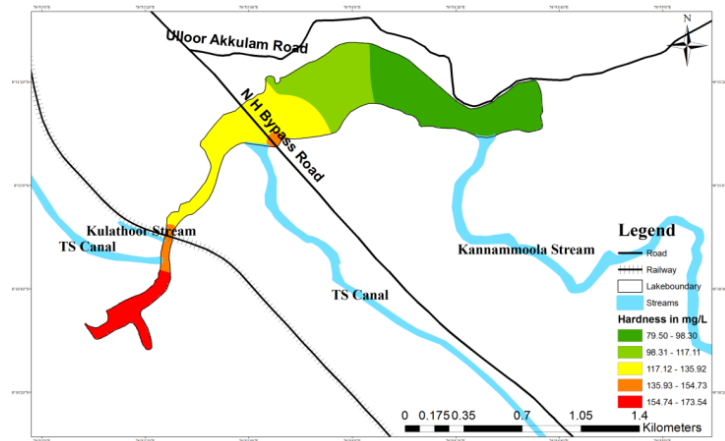 Ulloor Akkulam Road
N
N H Bypass Road
Kulathoor Stream
TS Canal
Kannammoola Stream
TS Canal
Legend
Road
Railway
Lakeboundary
Streams
Hardness in mg/L
79.50 - 98.30
98.31 - 117.11
117.12 - 135.92
135.93 - 154.73
154.74 - 173.54
0 0.175 0.35 0.7 1.05 1.4
Kilometers